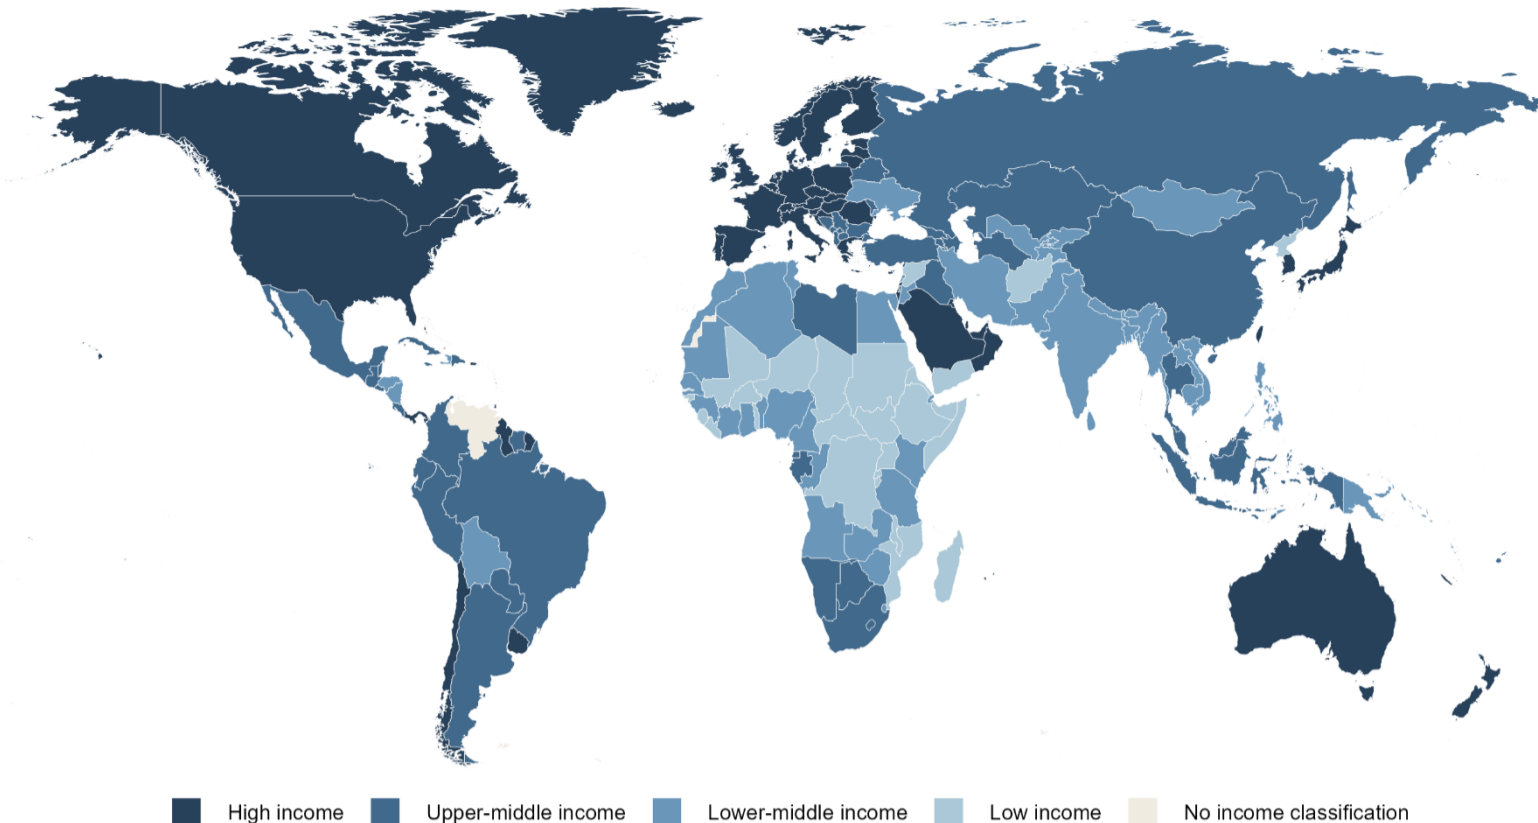 High income
Upper-middle income
Lower-middle income
Low income
No income classification